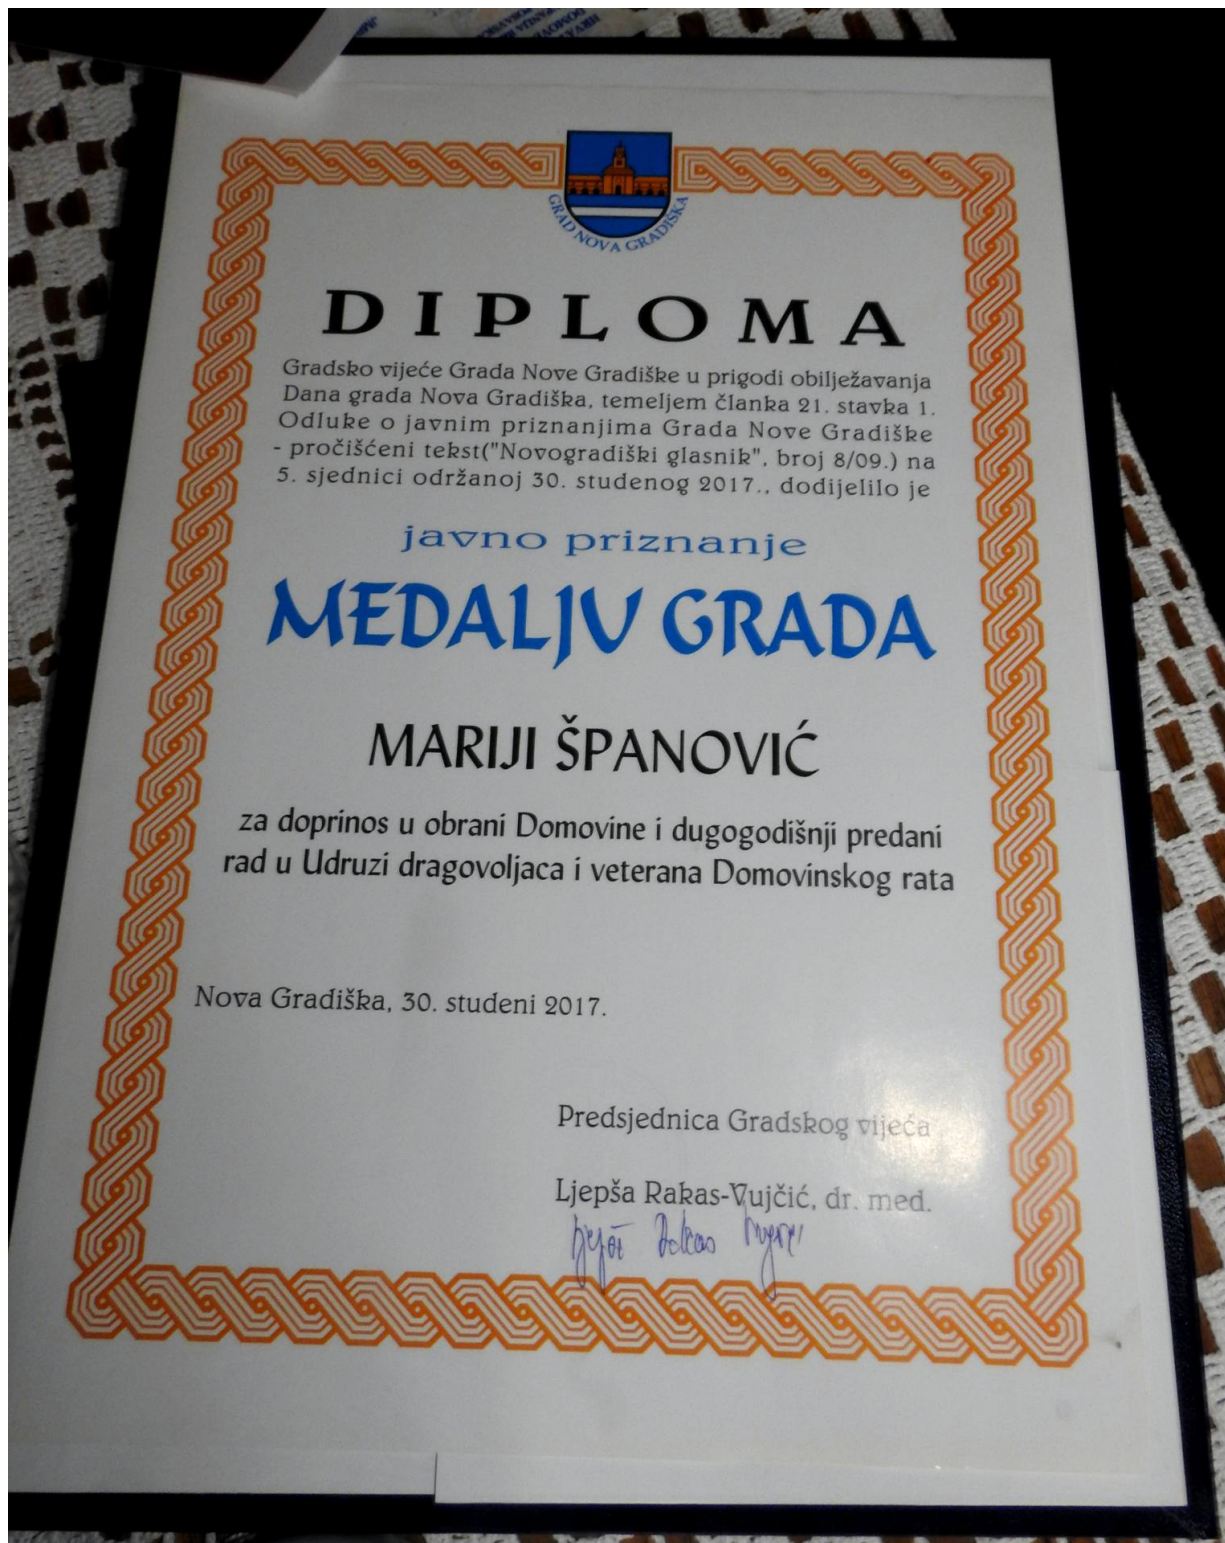 GRAD NOVA GRADIŠKA
DIPLOMA
Gradsko vijeće Grada Nove Gradiške u prigodi obilježavanja
Dana grada Nova Gradiška, temeljem članka 21. stavka 1.
Odluke o javnim priznanjima Grada Nove Gradiške
- pročišćeni tekst("Novogradiški glasnik", broj 8/09.) na
5. sjednici održanoj 30. studenog 2017., dodijelilo je
javno priznanje
MEDALJU GRADA
MARIJI ŠPANOVIĆ
za doprinos u obrani Domovine i dugogodišnji predani
rad u Udruzi dragovoljaca i veterana Domovinskog rata
Nova Gradiška, 30. studeni 2017.
Predsjednica Gradskog vijeća
Ljepša Rakas-Vujčić, dr. med.